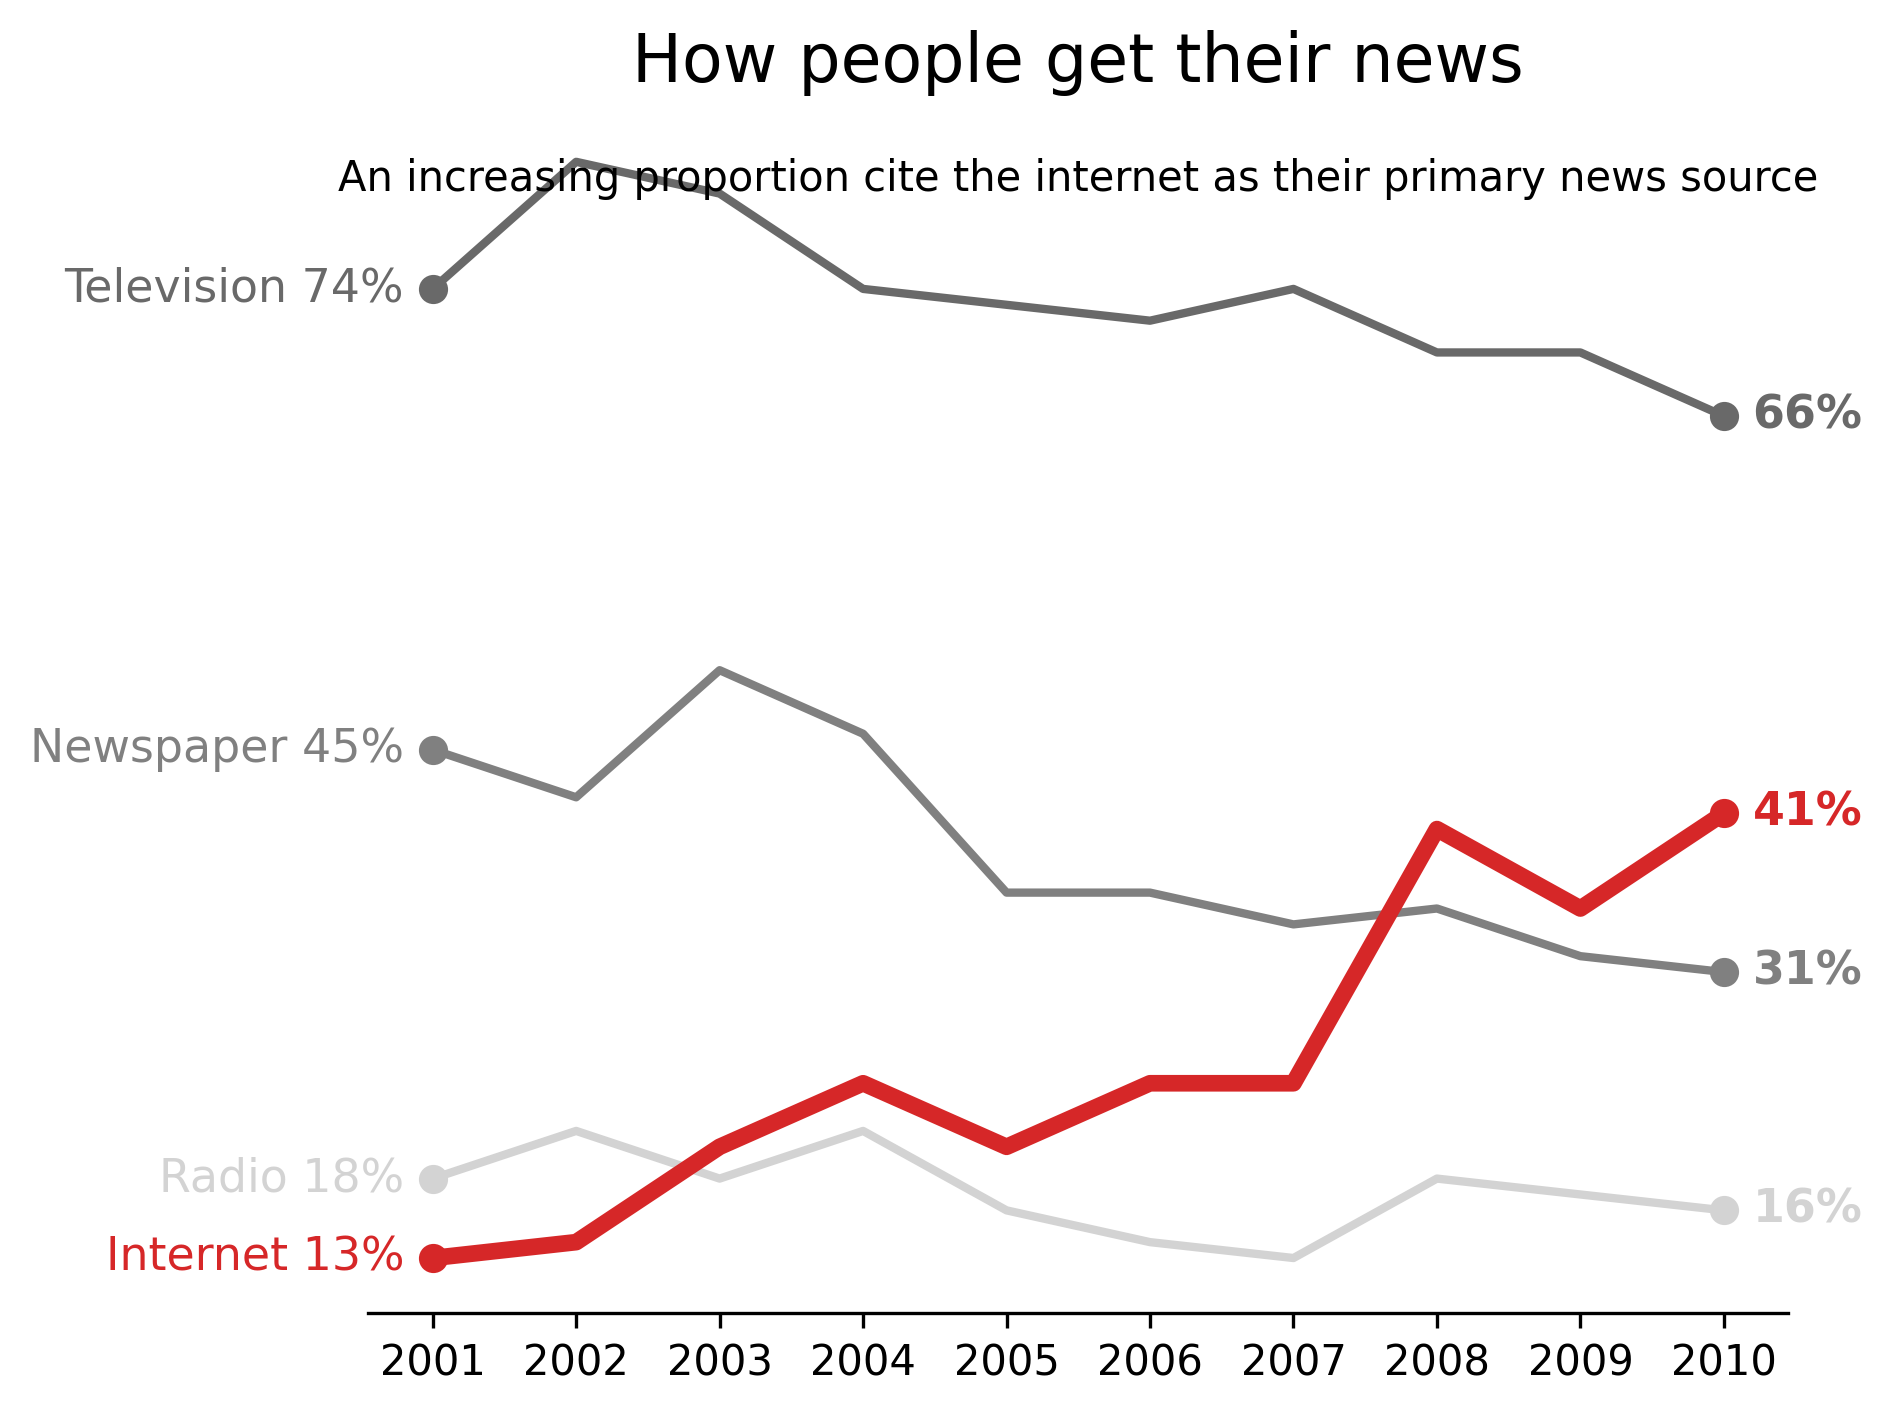 How people get their news
An increasing proportion cite the internet as their primary news source
Television 74%
66%
Newspaper 45%
41%
31%
Radio 18%
16%
Internet 13%
2001 2002 2003 2004 2005 2006 2007 2008 2009 2010